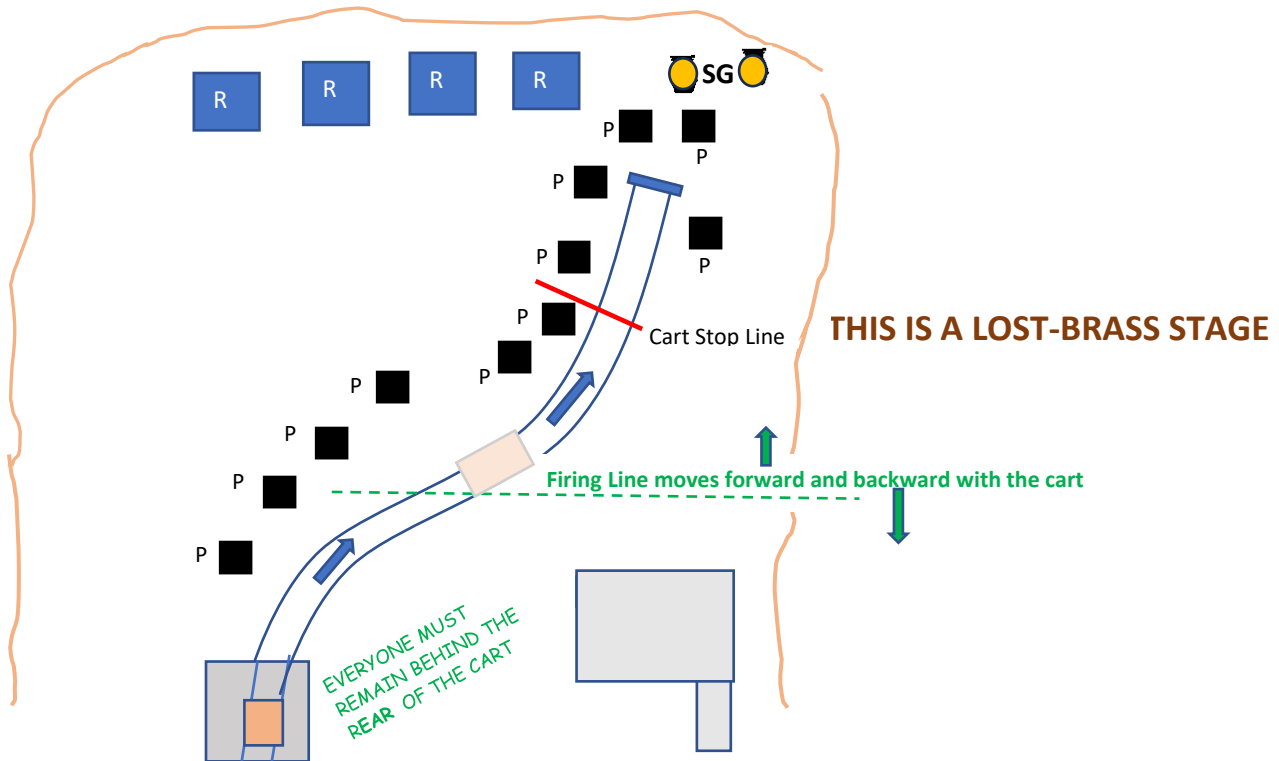 R
R
R
R
SG
P
P
P
P
P
P
P
Cart Stop Line
THIS IS A LOST-BRASS STAGE
P
P
P
P
Firing Line moves forward and backward with the cart
P
EVERYONE MUST
REMAIN BEHIND THE
REAR OF THE CART